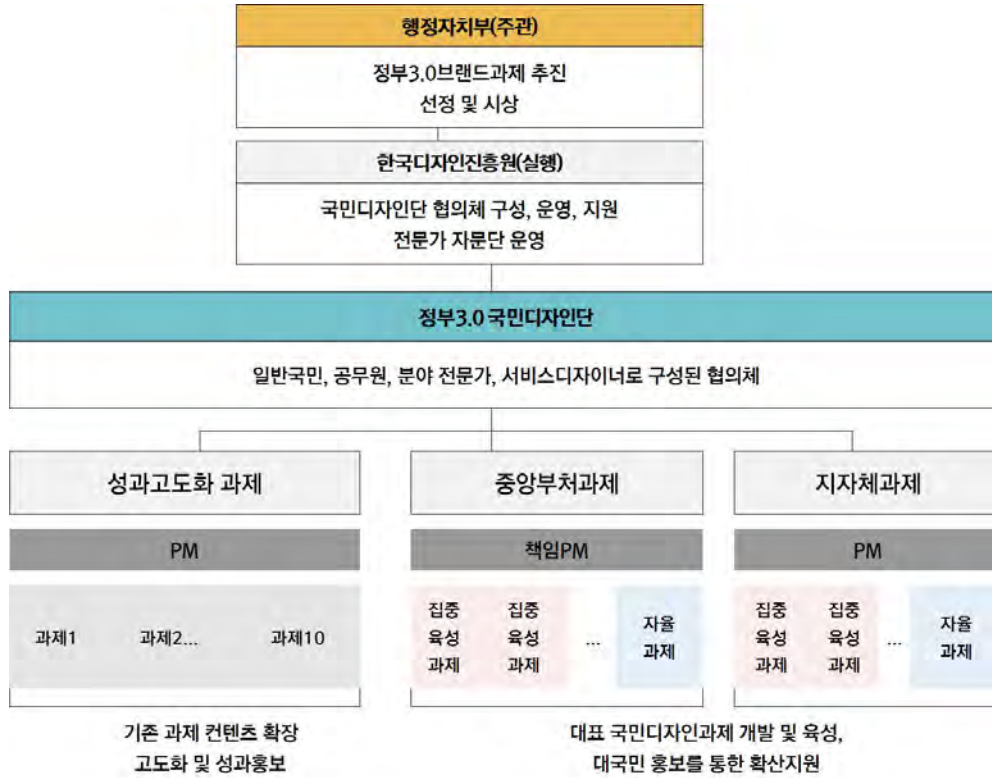 행정자치부(주관)
정부3.0브랜드과제 추진
선정 및 시상
한국디자인진흥원(실행)
국민디자인단 협의체 구성, 운영, 지원
전문가 자문단 운영
정부3.0 국민디자인단
일반국민, 공무원, 분야 전문가, 서비스디자이너로 구성된 협의체
성과고도화 과제
중앙부처과제
지자체과제
PM
책임PM
PM
과제1
과제2...
과제10
집중
육성
과제
집중
육성
과제
...
자율
과제
집중
육성
과제
집중
육성
과제
...
자율
과제
기존 과제 컨텐츠 확장
고도화 및 성과홍보
대표 국민디자인과제 개발 및 육성,
대국민 홍보를 통한 확산지원